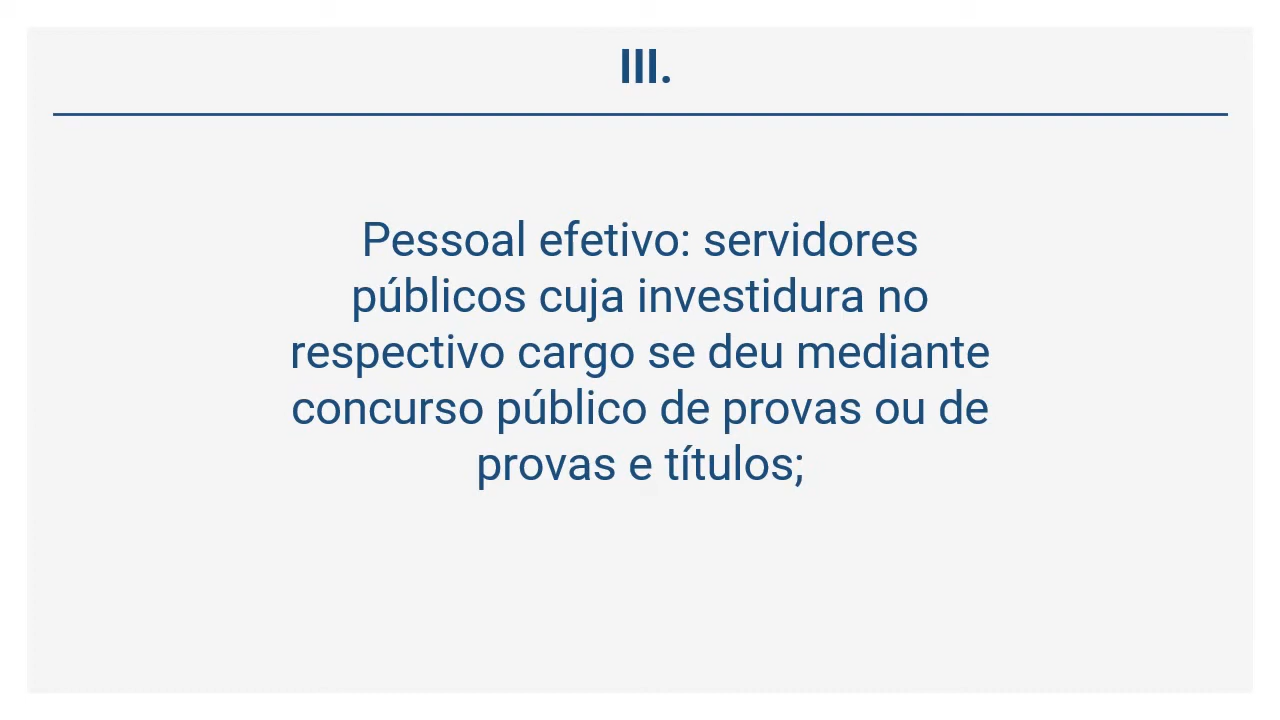 III.
Pessoal efetivo: servidores
públicos cuja investidura no
respectivo cargo se deu mediante
concurso público de provas ou de
provas e títulos;